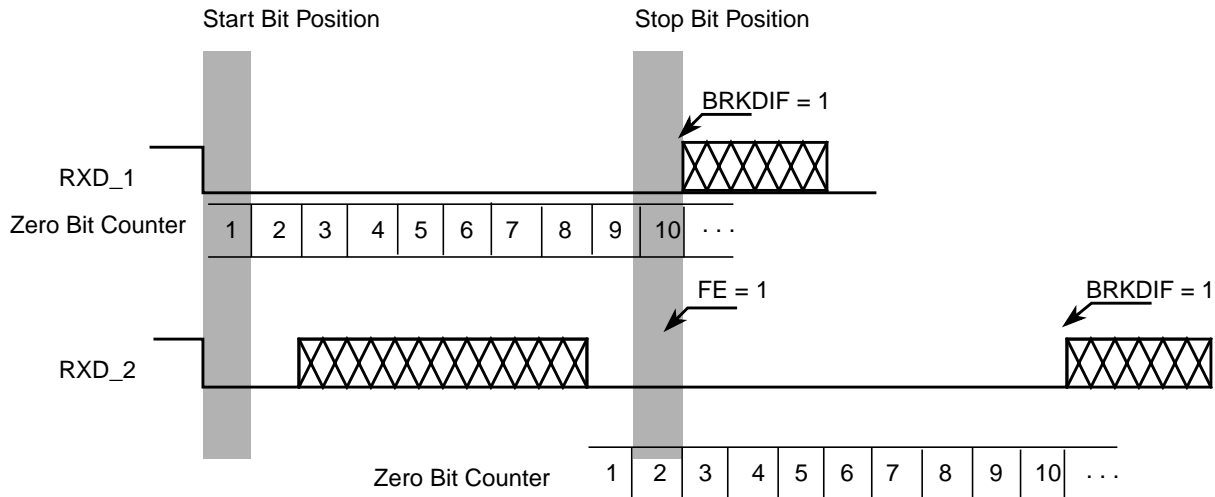 Start Bit Position
Stop Bit Position
BRKDIF = 1
RXD_1
Zero Bit Counter 1 2 3 4 5 6 7 8 9 10 . . .
FE = 1
BRKDIF = 1
RXD_2
Zero Bit Counter 1 2 3 4 5 6 7 8 9 10 . . .